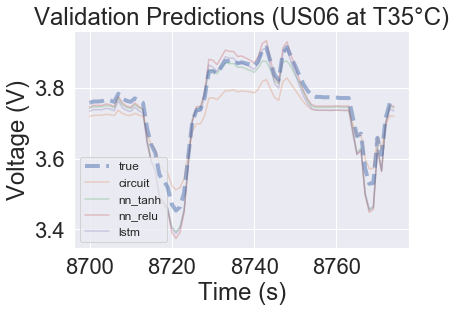 Validation Predictions (US06 at T35°C)
Voltage (V)
3.8
3.6
3.4
true
circuit
nn_tanh
nn_relu
lstm
8700
8720
8740
8760
Time (s)